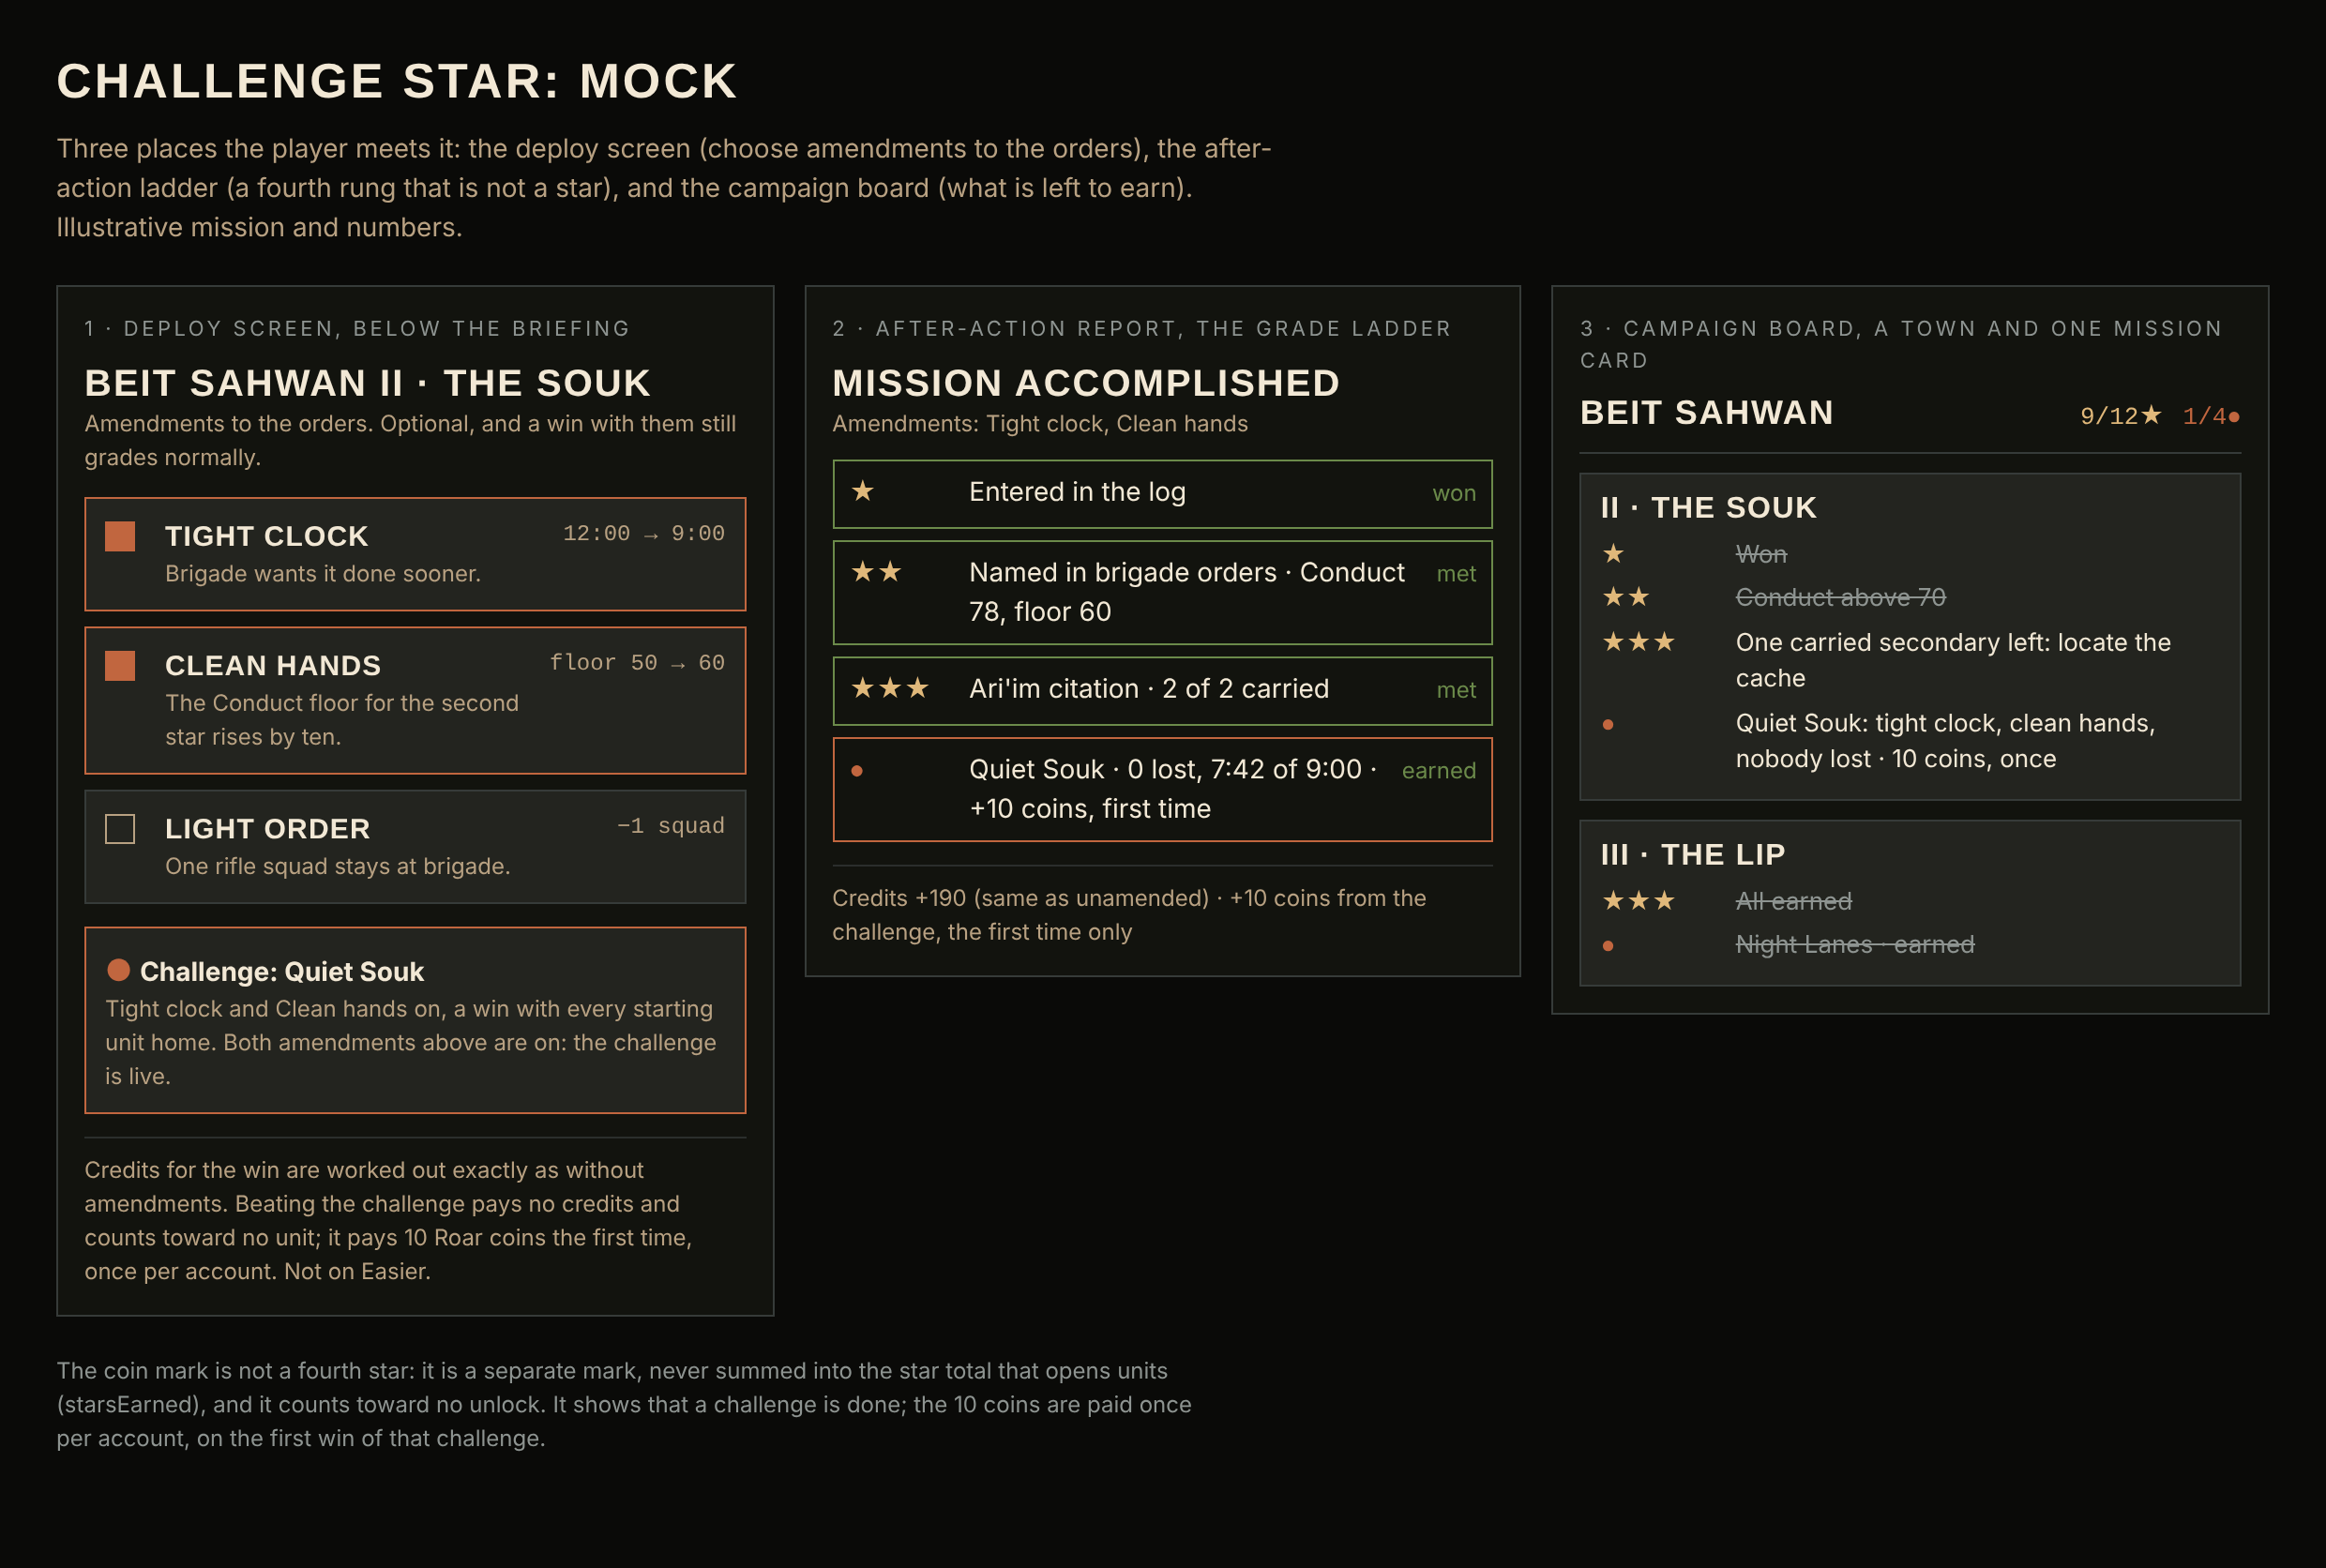 CHALLENGE STAR: MOCK
Three places the player meets it: the deploy screen (choose amendments to the orders), the after-
action ladder (a fourth rung that is not a star), and the campaign board (what is left to earn).
Illustrative mission and numbers.
1 · DEPLOY SCREEN, BELOW THE BRIEFING
BEIT SAHWAN II · THE SOUK
Amendments to the orders. Optional, and a win with them still
grades normally.
TIGHT CLOCK 12:00 → 9:00
Brigade wants it done sooner.
CLEAN HANDS floor 50 → 60
The Conduct floor for the second
star rises by ten.
LIGHT ORDER −1 squad
One rifle squad stays at brigade.
● Challenge: Quiet Souk
Tight clock and Clean hands on, a win with every starting
unit home. Both amendments above are on: the challenge
is live.
Credits for the win are worked out exactly as without
amendments. Beating the challenge pays no credits and
counts toward no unit; it pays 10 Roar coins the first time,
once per account. Not on Easier.
2 · AFTER-ACTION REPORT, THE GRADE LADDER
MISSION ACCOMPLISHED
Amendments: Tight clock, Clean hands
★ Entered in the log won
★★ Named in brigade orders · Conduct met
78, floor 60
★★★ Ari'im citation · 2 of 2 carried met
● Quiet Souk · 0 lost, 7:42 of 9:00 · earned
+10 coins, first time
Credits +190 (same as unamended) · +10 coins from the
challenge, the first time only
3 · CAMPAIGN BOARD, A TOWN AND ONE MISSION
CARD
BEIT SAHWAN 9/12★ 1/4●
II · THE SOUK
★ Won
★★ Conduct above 70
★★★ One carried secondary left: locate the
cache
● Quiet Souk: tight clock, clean hands,
nobody lost · 10 coins, once
III · THE LIP
★★★ All earned
● Night Lanes · earned
The coin mark is not a fourth star: it is a separate mark, never summed into the star total that opens units
(starsEarned), and it counts toward no unlock. It shows that a challenge is done; the 10 coins are paid once
per account, on the first win of that challenge.